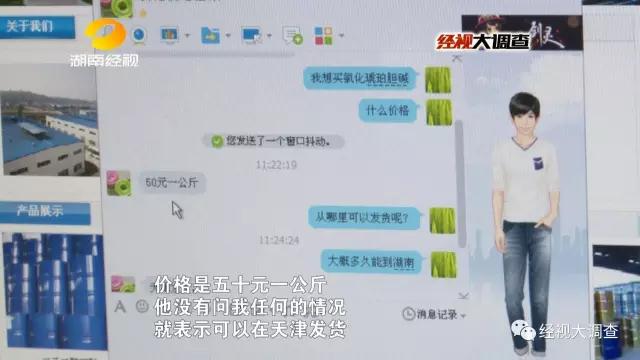 关于我们
湖南经视
经视大调查
我想买氯化琥珀胆碱
什么价格
您发送了一个窗口抖动。
11:22:19
50元一公斤
产品展示
从哪里可以发货呢?
11:24:24
大概多久能到湖南
价格是五十元一公斤
他没有问我任何的情况
就表示可以在天津发货
消息记录
经视大调查